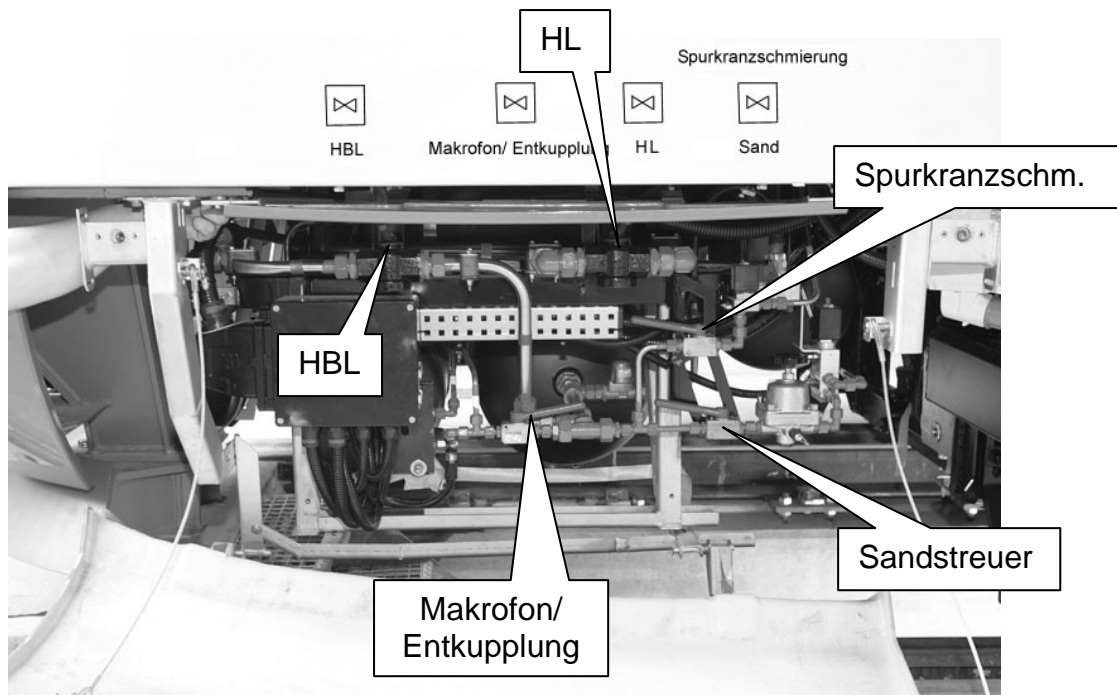 HL
Spurkranzschmierung
HBL
Makrofon/ Entkupplung
HL
Sand
Spurkranzschm.
HBL
Sandstreuer
Makrofon/
Entkupplung